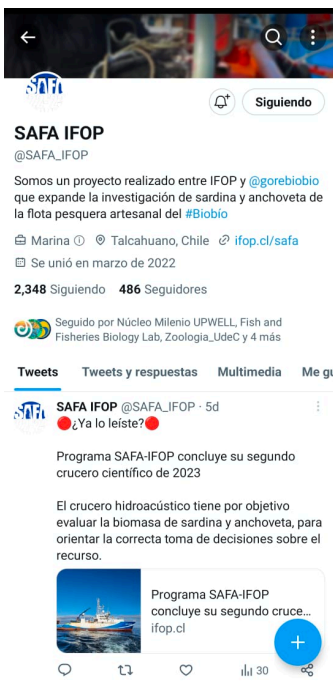 SAFA
Siguiendo
SAFA IFOP
@SAFA_IFOP
Somos un proyecto realizado entre IFOP y @gorebiobio
que expande la investigación de sardina y anchoveta de
la flota pesquera artesanal del #Biobío
Marina
Talcahuano, Chile
ifop.cl/safa
Se unió en marzo de 2022
2,348 Siguiendo 486 Seguidores
Seguido por Núcleo Milenio UPWELL, Fish and
Fisheries Biology Lab, Zoologia_UdeC y 4 más
Tweets Tweets y respuestas Multimedia Me gu
SAFA
SAFA IFOP @SAFA_IFOP · 5d
🔴¿Ya lo leíste?🔴
Programa SAFA-IFOP concluye su segundo
crucero científico de 2023
El crucero hidroacústico tiene por objetivo
evaluar la biomasa de sardina y anchoveta, para
orientar la correcta toma de decisiones sobre el
recurso.
Programa SAFA-IFOP
concluye su segundo cruce...
ifop.cl
30